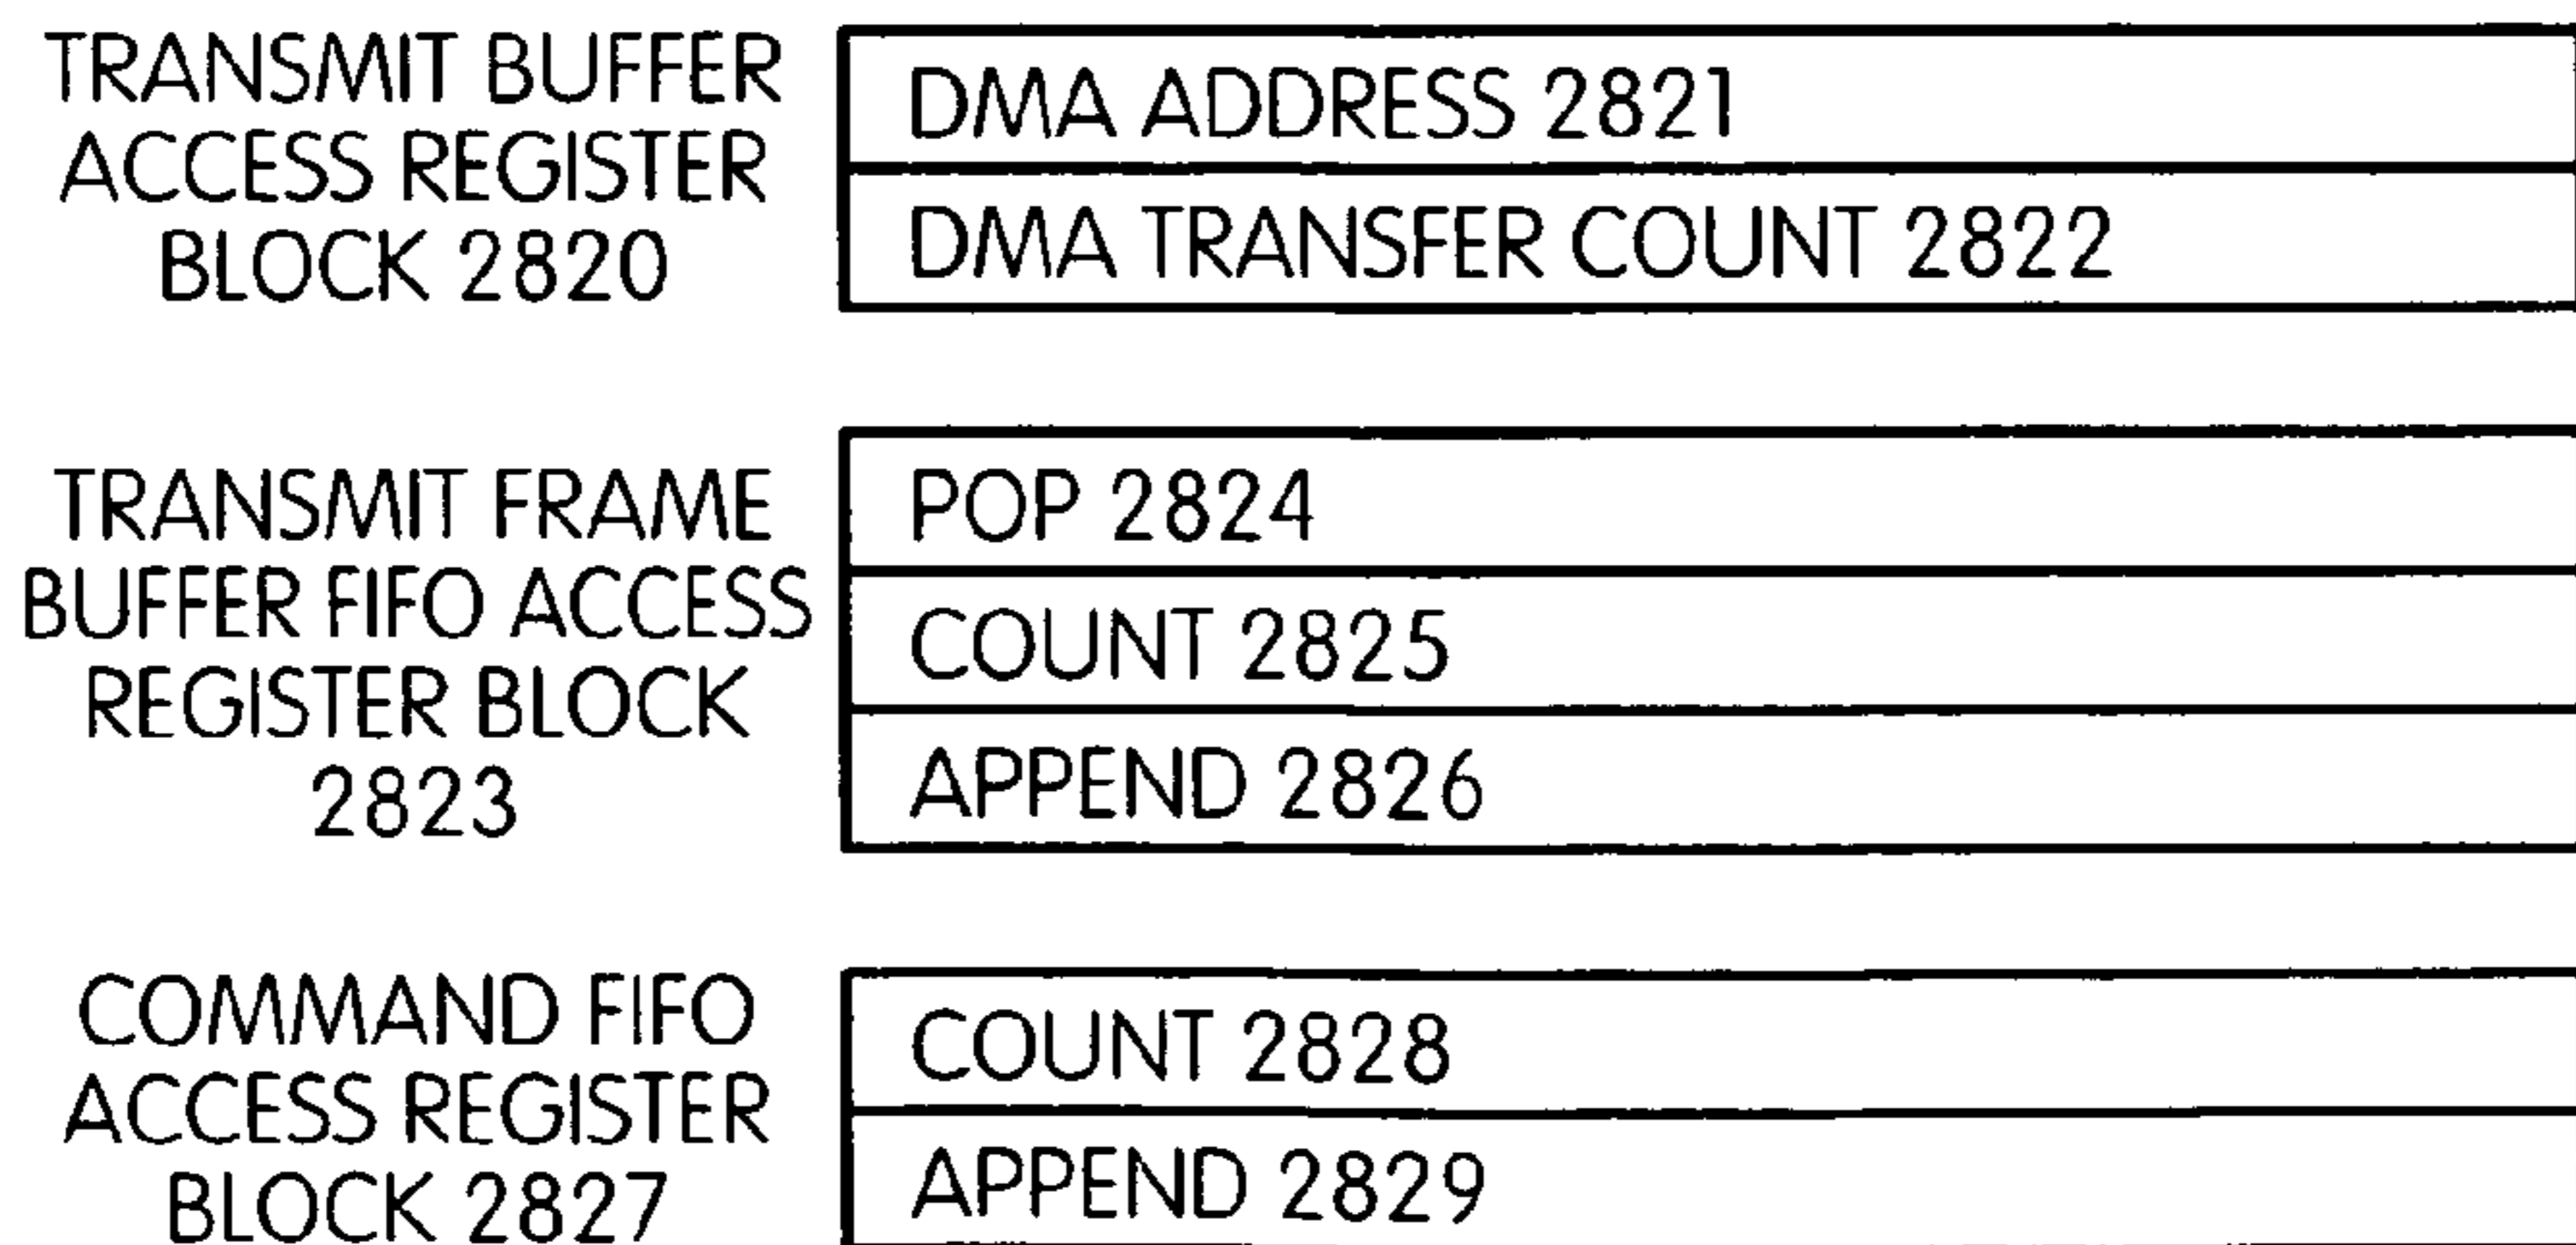 TRANSMIT BUFFER
ACCESS REGISTER
BLOCK 2820
DMA ADDRESS 2821
DMA TRANSFER COUNT 2822
TRANSMIT FRAME
BUFFER FIFO ACCESS
REGISTER BLOCK
2823
POP 2824
COUNT 2825
APPEND 2826
COMMAND FIFO
ACCESS REGISTER
BLOCK 2827
COUNT 2828
APPEND 2829